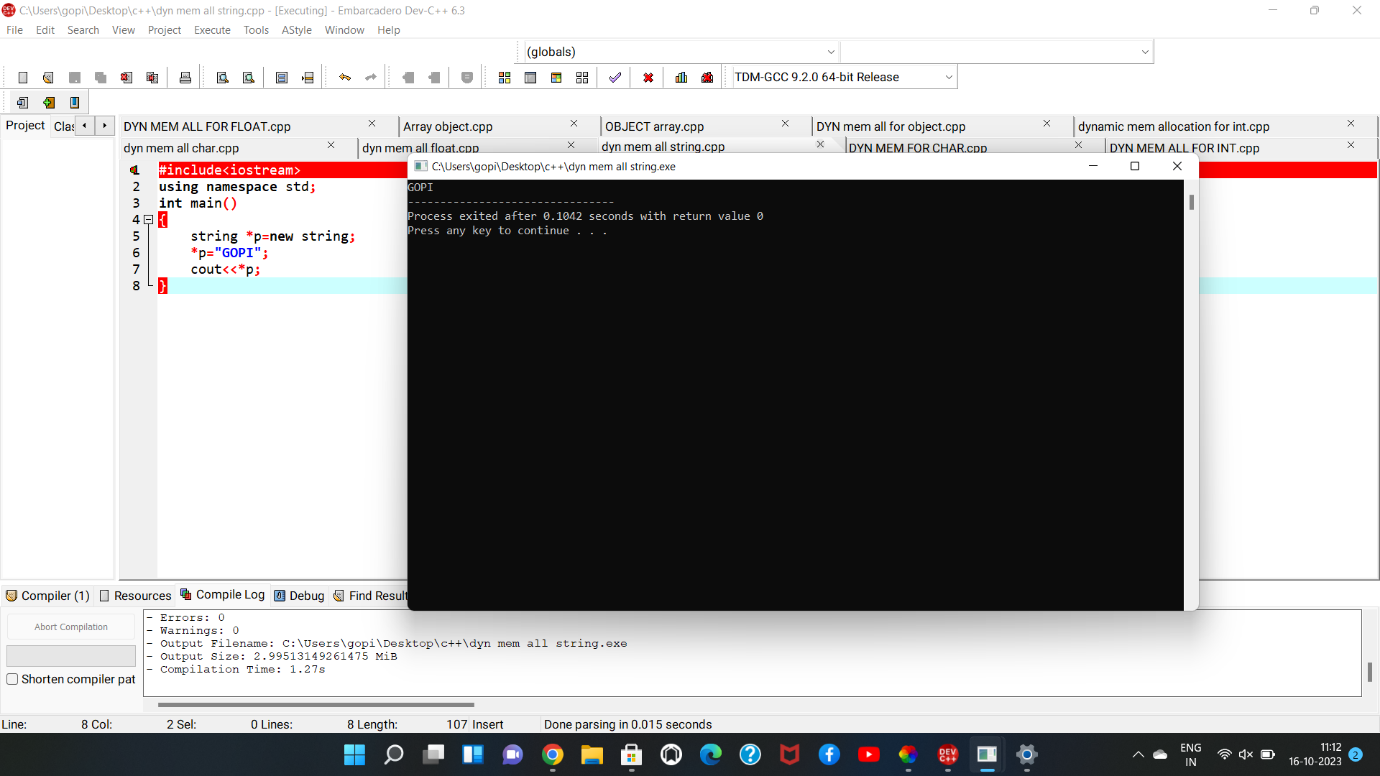 C:\Users\gopi\Desktop\c++\dyn mem all string.cpp - [Executing] - Embarcadero Dev-C++ 6.3
File Edit Search View Project Execute Tools AStyle Window Help
(globals)
TDM-GCC 9.2.0 64-bit Release
Project Clas
DYN MEM ALL FOR FLOAT.cpp Array object.cpp OBJECT array.cpp DYN mem all for object.cpp dynamic mem allocation for int.cpp
dyn mem all char.cpp dyn mem all float.cpp dyn mem all string.cpp DYN MEM FOR CHAR.cpp DYN MEM ALL FOR INT.cpp
#include<iostream>
2 using namespace std;
3 int main()
4 {
5 string *p=new string;
6 *p="GOPI";
7 cout<<*p;
8 }
C:\Users\gopi\Desktop\c++\dyn mem all string.exe
GOPI
--------------------------------
Process exited after 0.1042 seconds with return value 0
Press any key to continue . . .
Compiler (1) Resources Compile Log Debug Find Result
Abort Compilation
Shorten compiler pat
- Errors: 0
- Warnings: 0
- Output Filename: C:\Users\gopi\Desktop\c++\dyn mem all string.exe
- Output Size: 2.99513149261475 MiB
- Compilation Time: 1.27s
Line: 8 Col: 2 Sel: 0 Lines: 8 Length: 107 Insert Done parsing in 0.015 seconds
DEV C++
ENG
IN
11:12
16-10-2023
2